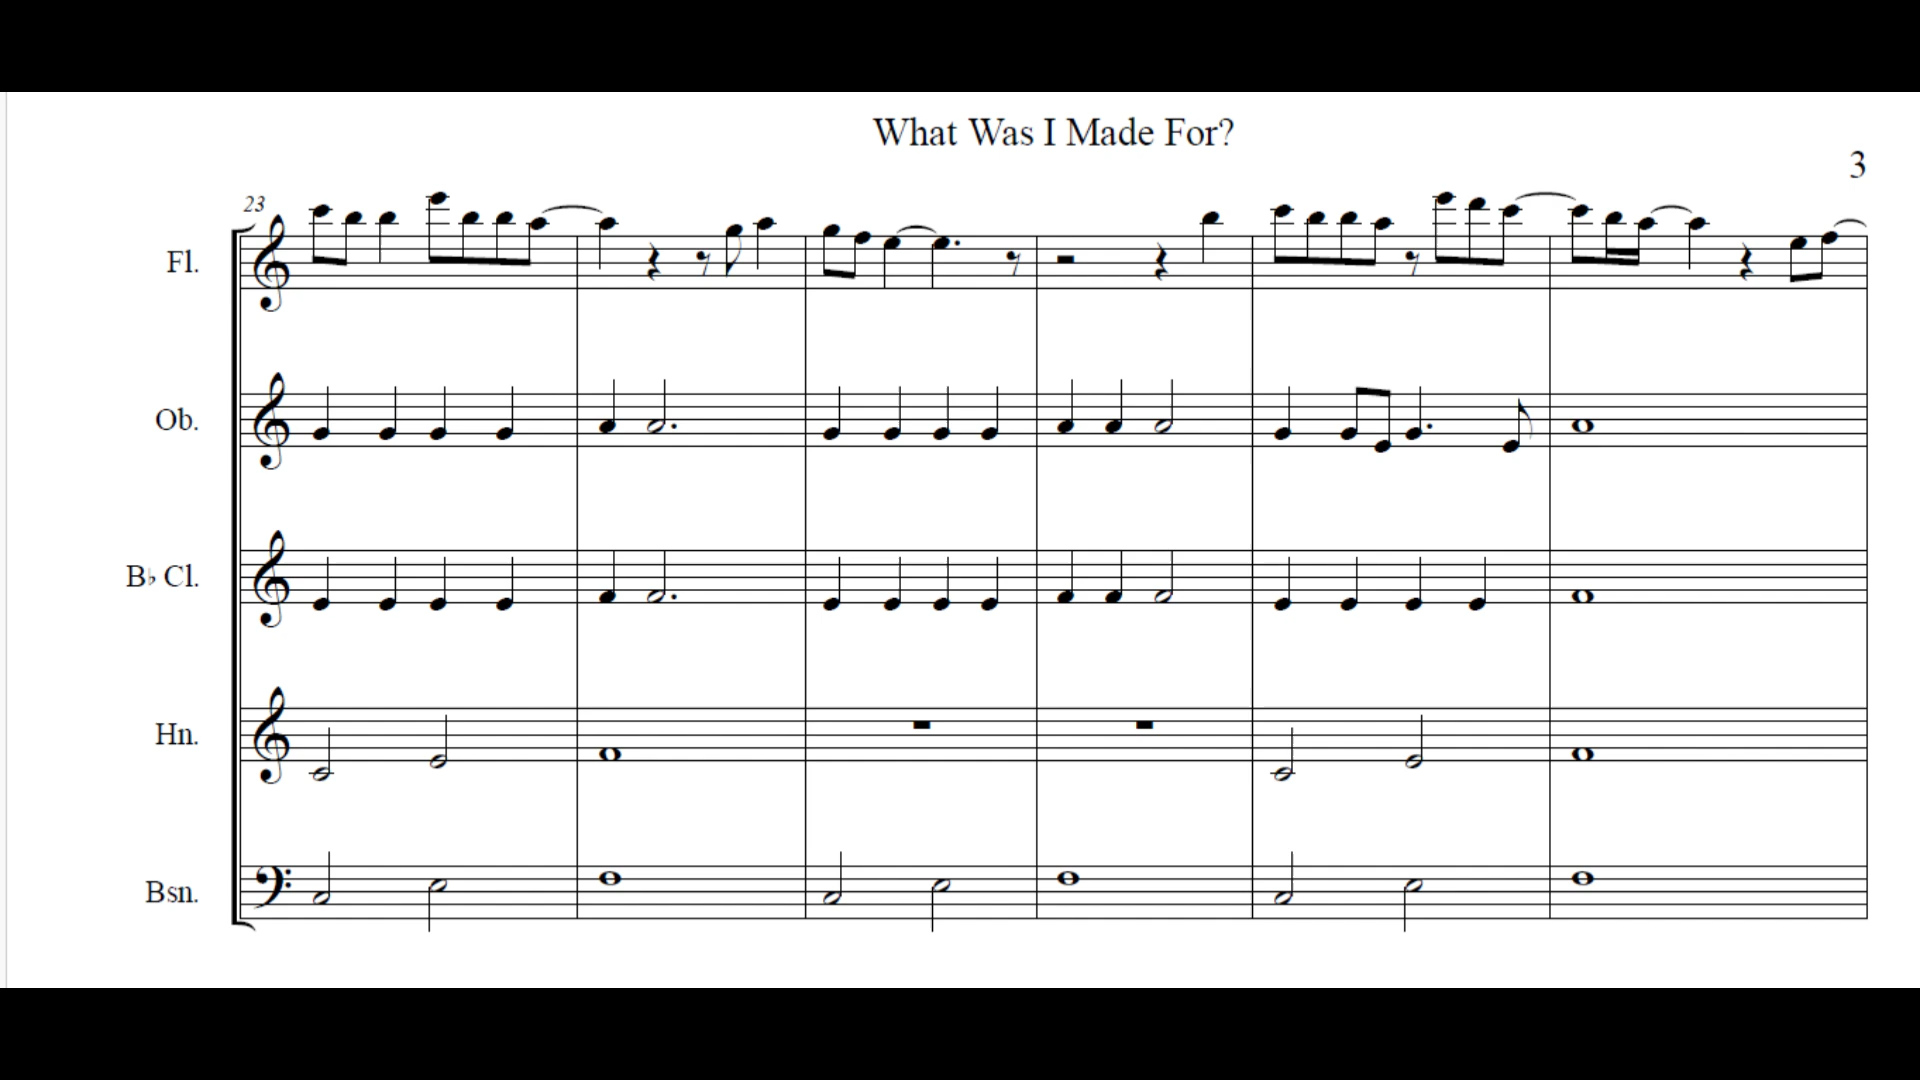 What Was I Made For?
3
23
Fl.
Ob.
B♭ Cl.
Hn.
Bsn.